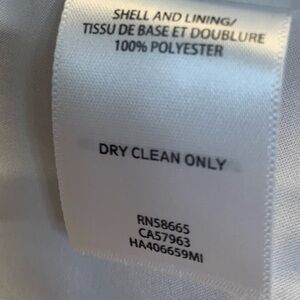 SHELL AND LINING/
TISSU DE BASE ET DOUBLURE
100% POLYESTER
DRY CLEAN ONLY
RN58665
CA57963
HA406659MI